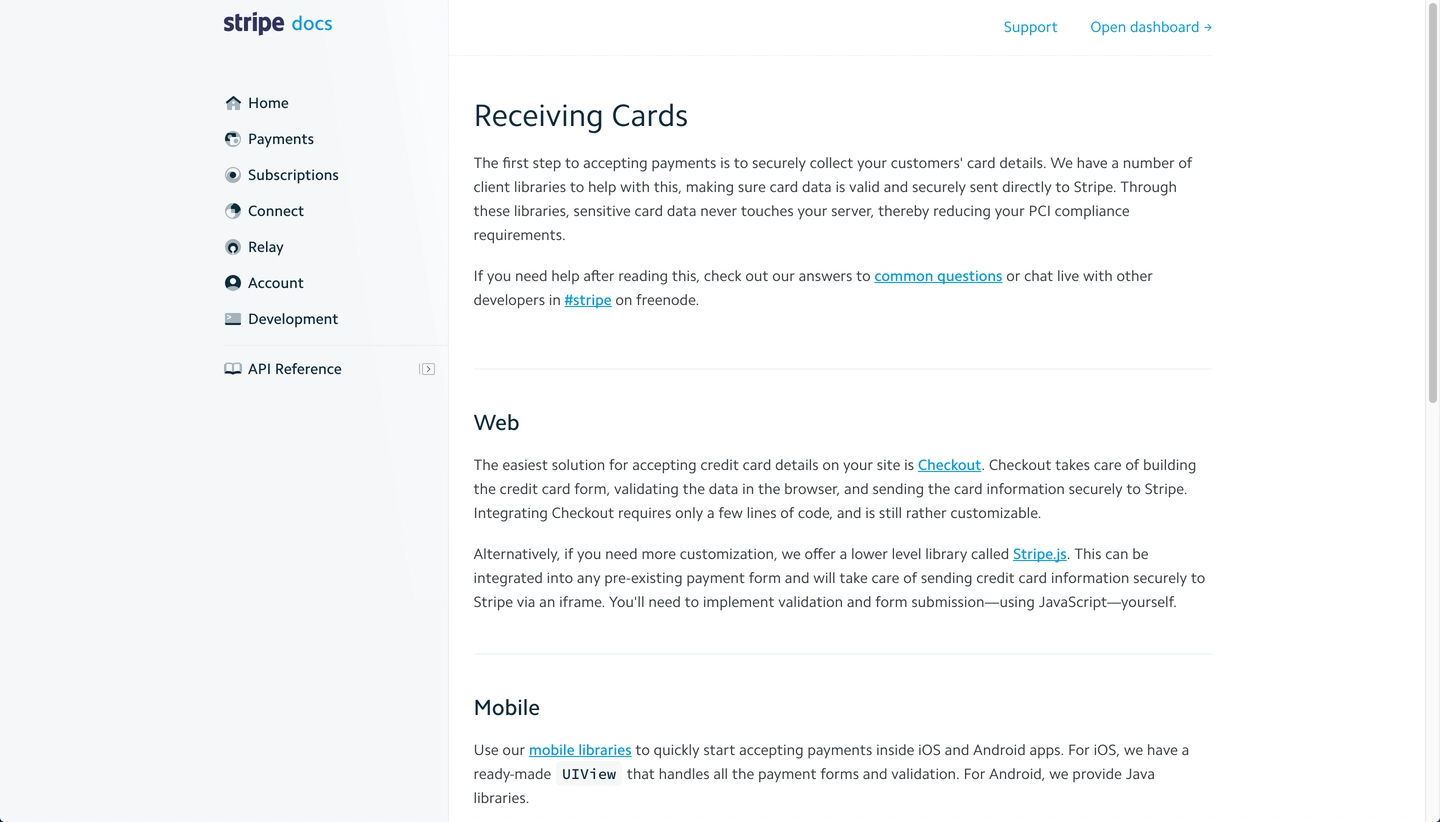 stripe docs
Support
Open dashboard →
Home
Payments
Subscriptions
Connect
Relay
Account
Development
API Reference
Receiving Cards
The first step to accepting payments is to securely collect your customers' card details. We have a number of
client libraries to help with this, making sure card data is valid and securely sent directly to Stripe. Through
these libraries, sensitive card data never touches your server, thereby reducing your PCI compliance
requirements.
If you need help after reading this, check out our answers to common questions or chat live with other
developers in #stripe on freenode.
Web
The easiest solution for accepting credit card details on your site is Checkout. Checkout takes care of building
the credit card form, validating the data in the browser, and sending the card information securely to Stripe.
Integrating Checkout requires only a few lines of code, and is still rather customizable.
Alternatively, if you need more customization, we offer a lower level library called Stripe.js. This can be
integrated into any pre-existing payment form and will take care of sending credit card information securely to
Stripe via an iframe. You'll need to implement validation and form submission—using JavaScript—yourself.
Mobile
Use our mobile libraries to quickly start accepting payments inside iOS and Android apps. For iOS, we have a
ready-made UIView that handles all the payment forms and validation. For Android, we provide Java
libraries.